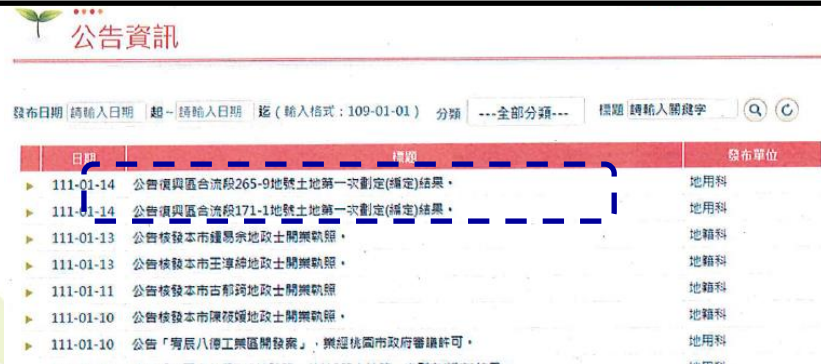 公告資訊
發布日期 請輸入日期 起~ 請輸入日期 迄(輸入格式:109-01-01) 分類 ---全部分類--- 標題 請輸入關鍵字
日期 標題 發布單位
111-01-14 公告復興區合流段265-9地號土地第一次劃定(編定)結果。 地用科
111-01-14 公告復興區合流段171-1地號土地第一次劃定(編定)結果。 地用科
111-01-13 公告核發本市鍾易余地政士開業執照。 地籍科
111-01-13 公告核發本市王淳綿地政士開業執照。 地籍科
111-01-11 公告核發本市古郁鈞地政士開業執照 地籍科
111-01-10 公告核發本市陳筱媛地政士開業執照。 地籍科
111-01-10 公告「宥辰八德工業區開發案」,業經桃園市政府審議許可。 地用科